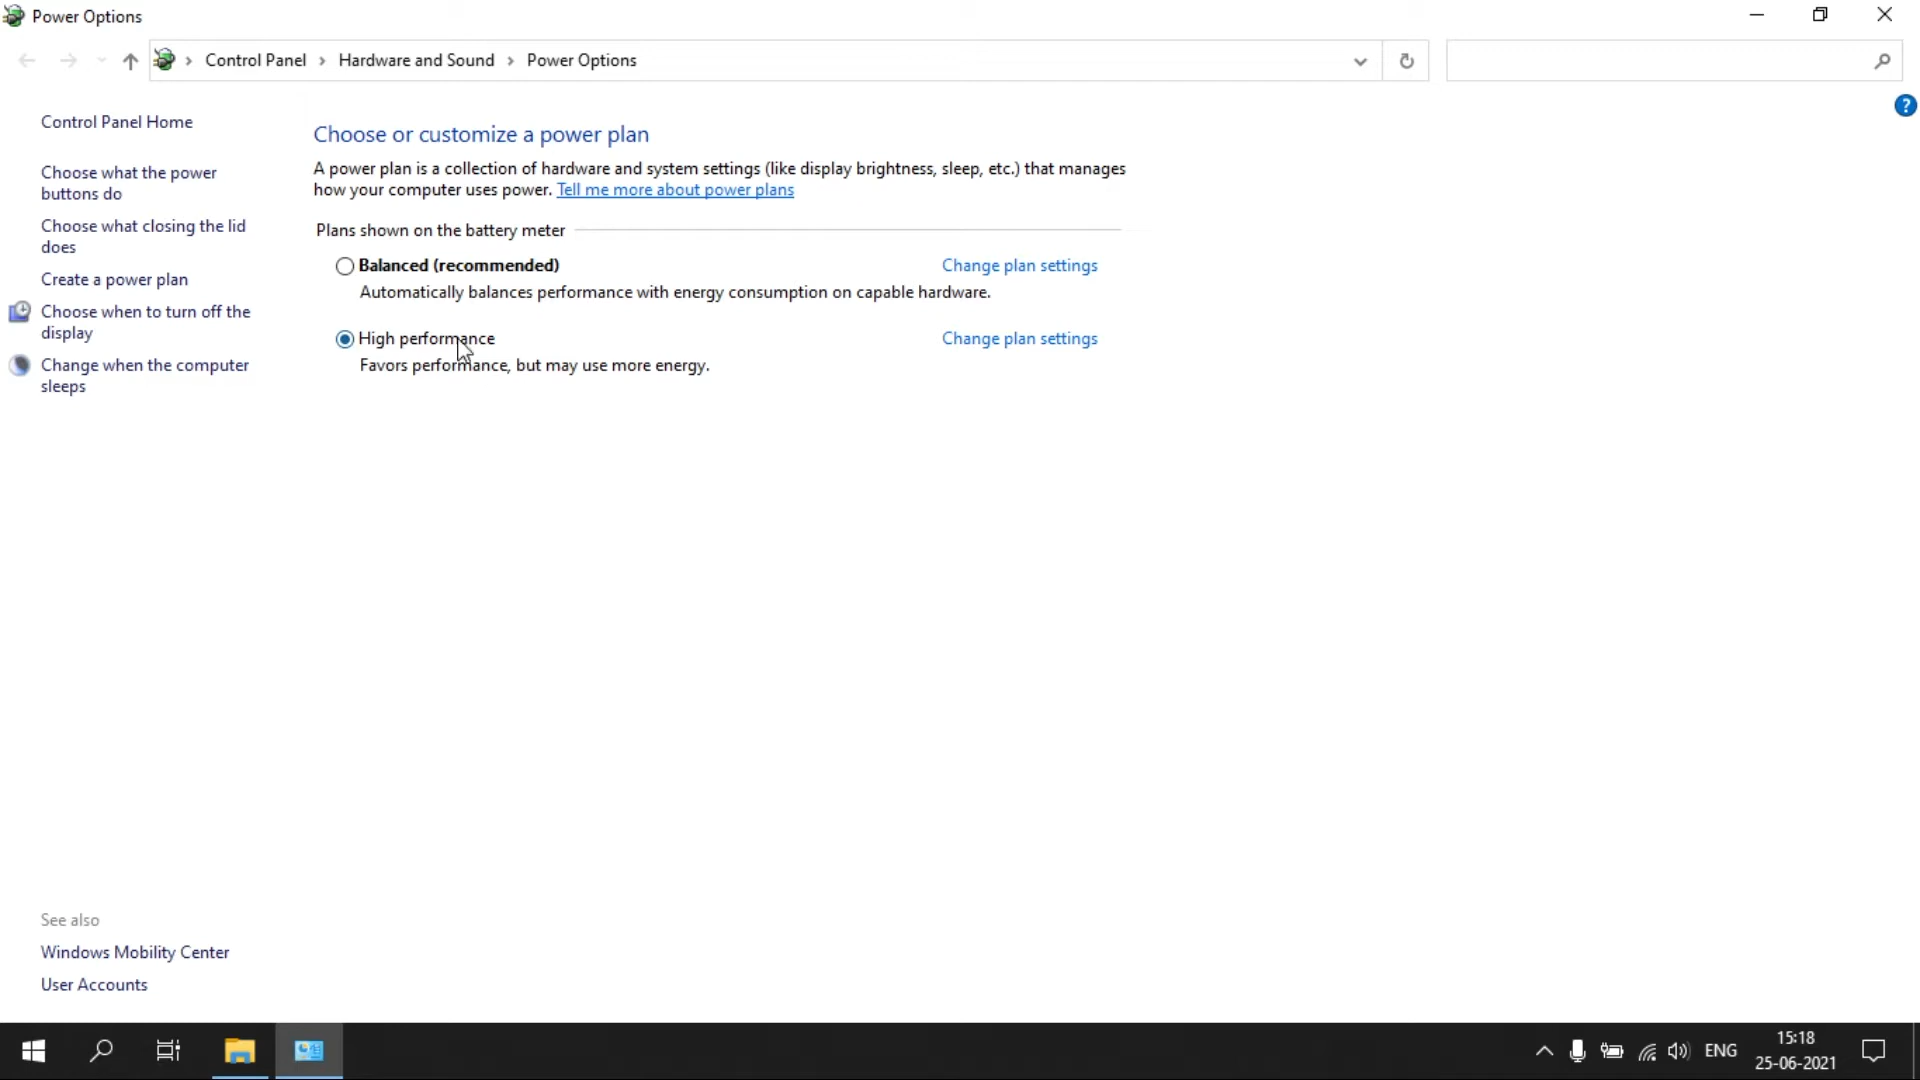 Power Options
Control Panel > Hardware and Sound > Power Options
?
Control Panel Home
Choose what the power
buttons do
Choose what closing the lid
does
Create a power plan
Choose when to turn off the
display
Change when the computer
sleeps
Choose or customize a power plan
A power plan is a collection of hardware and system settings (like display brightness, sleep, etc.) that manages
how your computer uses power. Tell me more about power plans
Plans shown on the battery meter
Balanced (recommended) Change plan settings
Automatically balances performance with energy consumption on capable hardware.
High performance Change plan settings
Favors performance, but may use more energy.
See also
Windows Mobility Center
User Accounts
ENG
15:18
25-06-2021